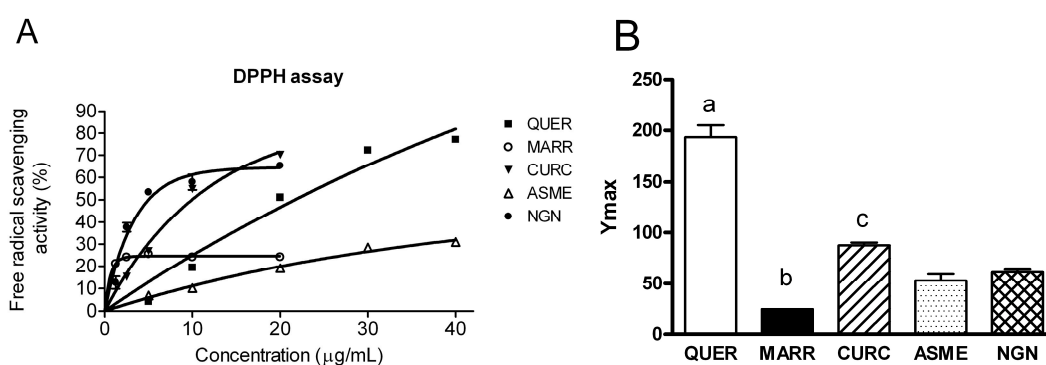 A
DPPH assay
Free radical scavenging
activity (%)
90
80
70
60
50
40
30
20
10
0
0 10 20 30 40
Concentration (µg/mL)
QUER
MARR
CURC
ASME
NGN
B
Ymax
250
200
150
100
50
0
a
b
c
QUER MARR CURC ASME NGN